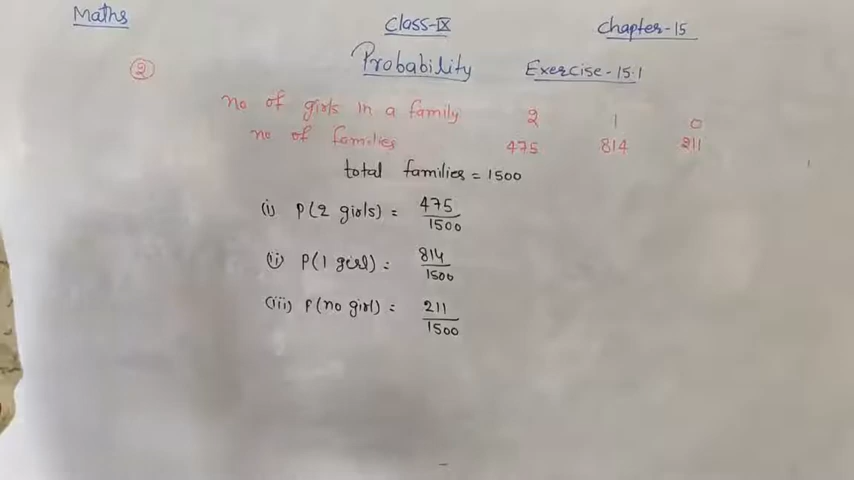 Maths Class-IX Chapter-15
Probability Exercise-15.1
②
no of girls in a family 2 1 0
no of families 475 814 211
total families = 1500
(i) P(2 girls) = 475/1500
(ii) P(1 girl) = 814/1500
(iii) P(no girl) = 211/1500